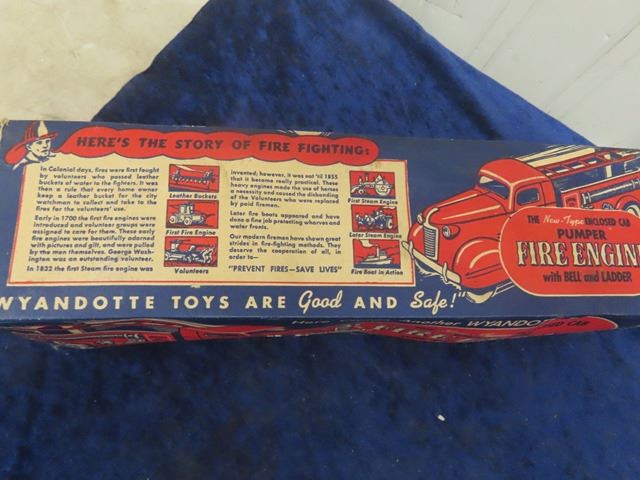 HERE'S THE STORY OF FIRE FIGHTING:
In Colonial days, fires were first fought
by volunteers who passed leather
buckets of water to the fighters. It was
then a rule that every home owner
keep a leather bucket for the city
watchman to collect and take to the
fires for the volunteers' use.
Early in 1700 the first fire engines were
introduced and volunteer groups were
assigned to care for them. These early
fire engines were beautifully adorned
with pictures and gilt, and were pulled
by the men themselves. George Wash-
ington was an outstanding volunteer.
In 1832 the first Steam fire engine was
Leather Buckets
First Fire Engine
Volunteers
invented; however, it was not 'til 1855
that it became really practical. These
heavy engines made the use of horses
a necessity and caused the disbanding
of the Volunteers who were replaced
by paid firemen.
Later fire boats appeared and have
done a fine job protecting wharves and
water fronts.
Our modern firemen have shown great
strides in fire-fighting methods. They
deserve the cooperation of all, in
order to—
"PREVENT FIRES—SAVE LIVES"
First Steam Engine
Later Steam Engine
Fire Boat in Action
THE New-Type ENCLOSED CAB
PUMPER
FIRE ENGINE
with BELL and LADDER
WYANDOTTE TOYS ARE Good AND Safe!"
Another WYANDO